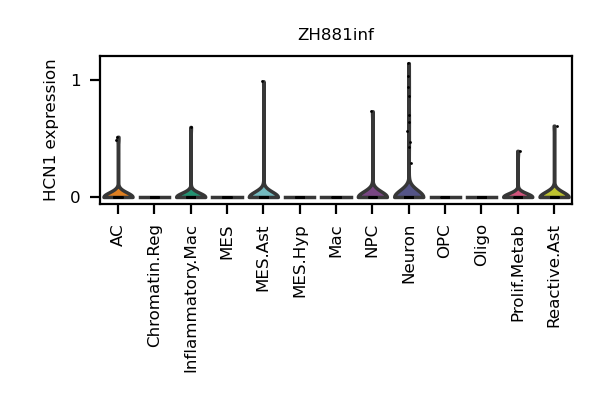 ZH881inf
HCN1 expression
1
0
AC
Chromatin.Reg
Inflammatory.Mac
MES
MES.Ast
MES.Hyp
Mac
NPC
Neuron
OPC
Oligo
Prolif.Metab
Reactive.Ast